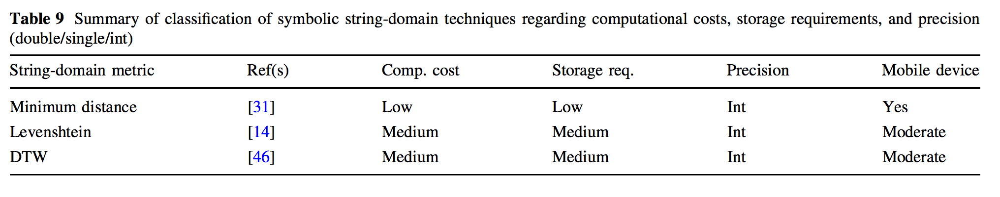 Table 9 Summary of classification of symbolic string-domain techniques regarding computational costs, storage requirements, and precision
(double/single/int)
String-domain metric Ref(s) Comp. cost Storage req. Precision Mobile device
Minimum distance [31] Low Low Int Yes
Levenshtein [14] Medium Medium Int Moderate
DTW [46] Medium Medium Int Moderate